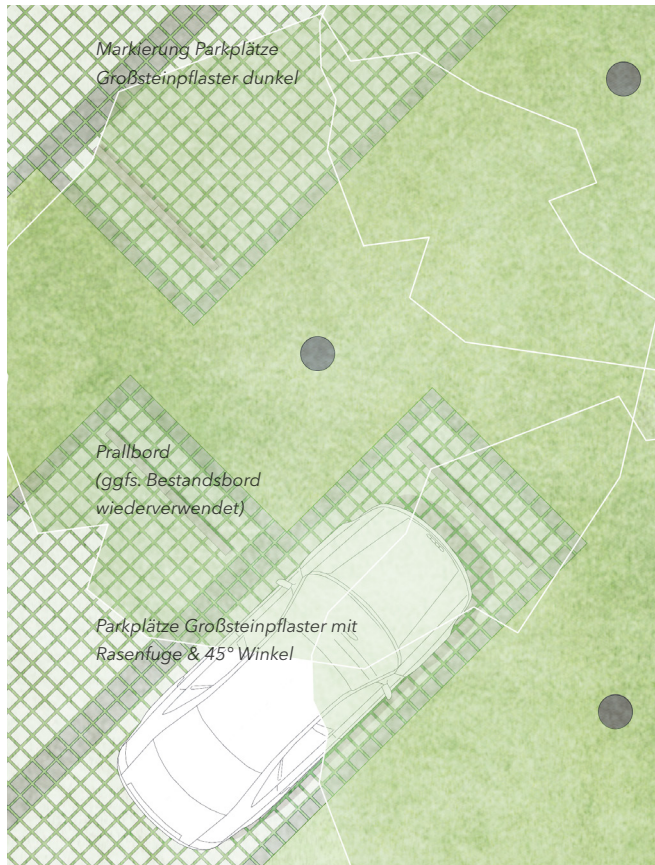 Markierung Parkplätze
Großsteinpflaster dunkel
Prallbord
(ggfs. Bestandsbord
wiederverwendet)
Parkplätze Großsteinpflaster mit
Rasenfuge & 45° Winkel